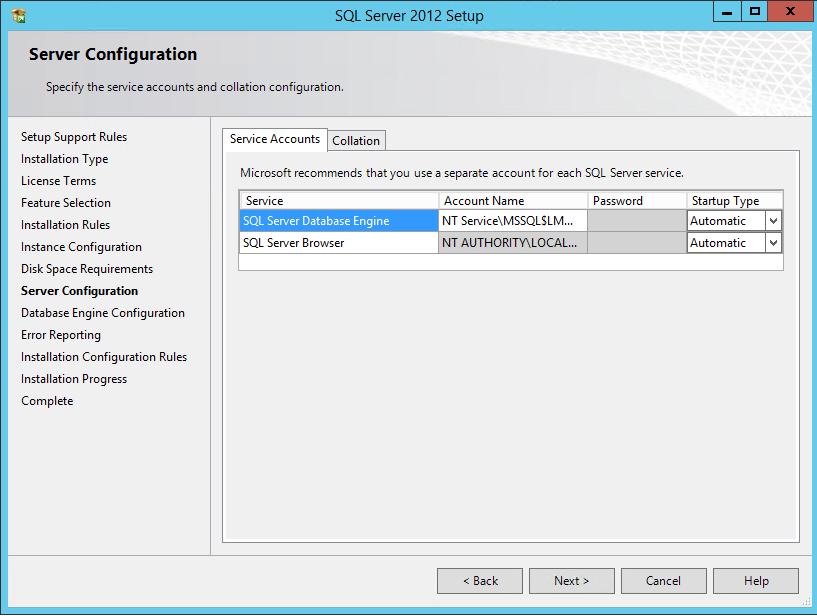 SQL Server 2012 Setup
Server Configuration
Specify the service accounts and collation configuration.
Setup Support Rules
Installation Type
License Terms
Feature Selection
Installation Rules
Instance Configuration
Disk Space Requirements
Server Configuration
Database Engine Configuration
Error Reporting
Installation Configuration Rules
Installation Progress
Complete
Service Accounts Collation
Microsoft recommends that you use a separate account for each SQL Server service.
Service Account Name Password Startup Type
SQL Server Database Engine NT Service\MSSQL$LM... Automatic
SQL Server Browser NT AUTHORITY\LOCAL... Automatic
< Back Next > Cancel Help